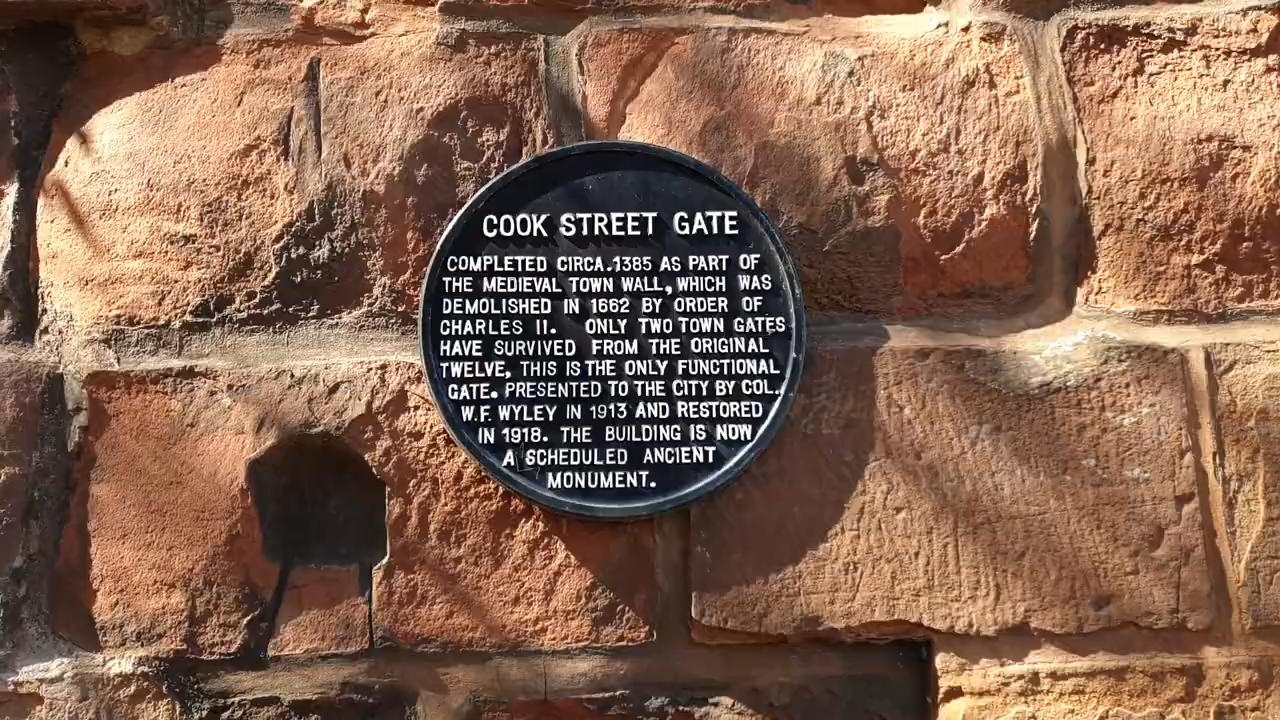 COOK STREET GATE
COMPLETED CIRCA.1385 AS PART OF
THE MEDIEVAL TOWN WALL, WHICH WAS
DEMOLISHED IN 1662 BY ORDER OF
CHARLES II. ONLY TWO TOWN GATES
HAVE SURVIVED FROM THE ORIGINAL
TWELVE, THIS IS THE ONLY FUNCTIONAL
GATE. PRESENTED TO THE CITY BY COL.
W.F. WYLEY IN 1913 AND RESTORED
IN 1918. THE BUILDING IS NOW
A SCHEDULED ANCIENT
MONUMENT.